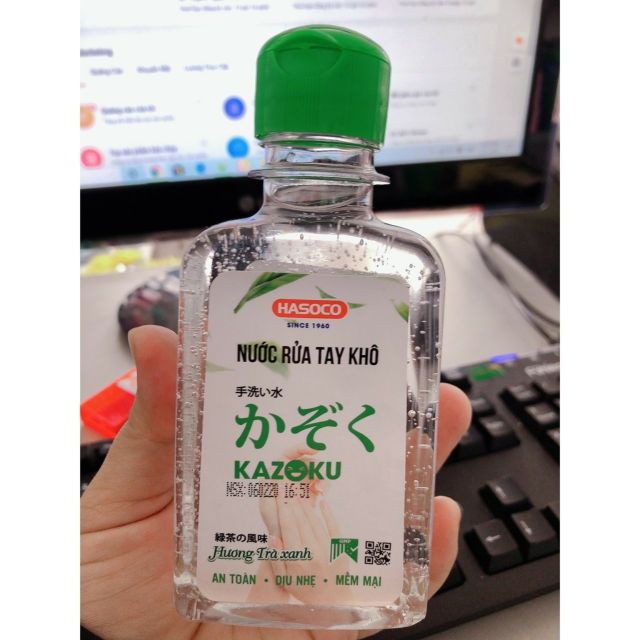 HASOCO
SINCE 1960
NƯỚC RỬA TAY KHÔ
手洗い水
かぞく
KAZOKU
NSX:060220 16:51
緑茶の風味
Hương Trà xanh
AN TOÀN • DỊU NHẸ • MỀM MẠI